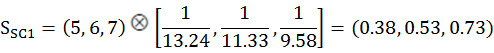 S_SC1 = (5, 6, 7) ⊗ [1/13.24, 1/11.33, 1/9.58] = (0.38, 0.53, 0.73)